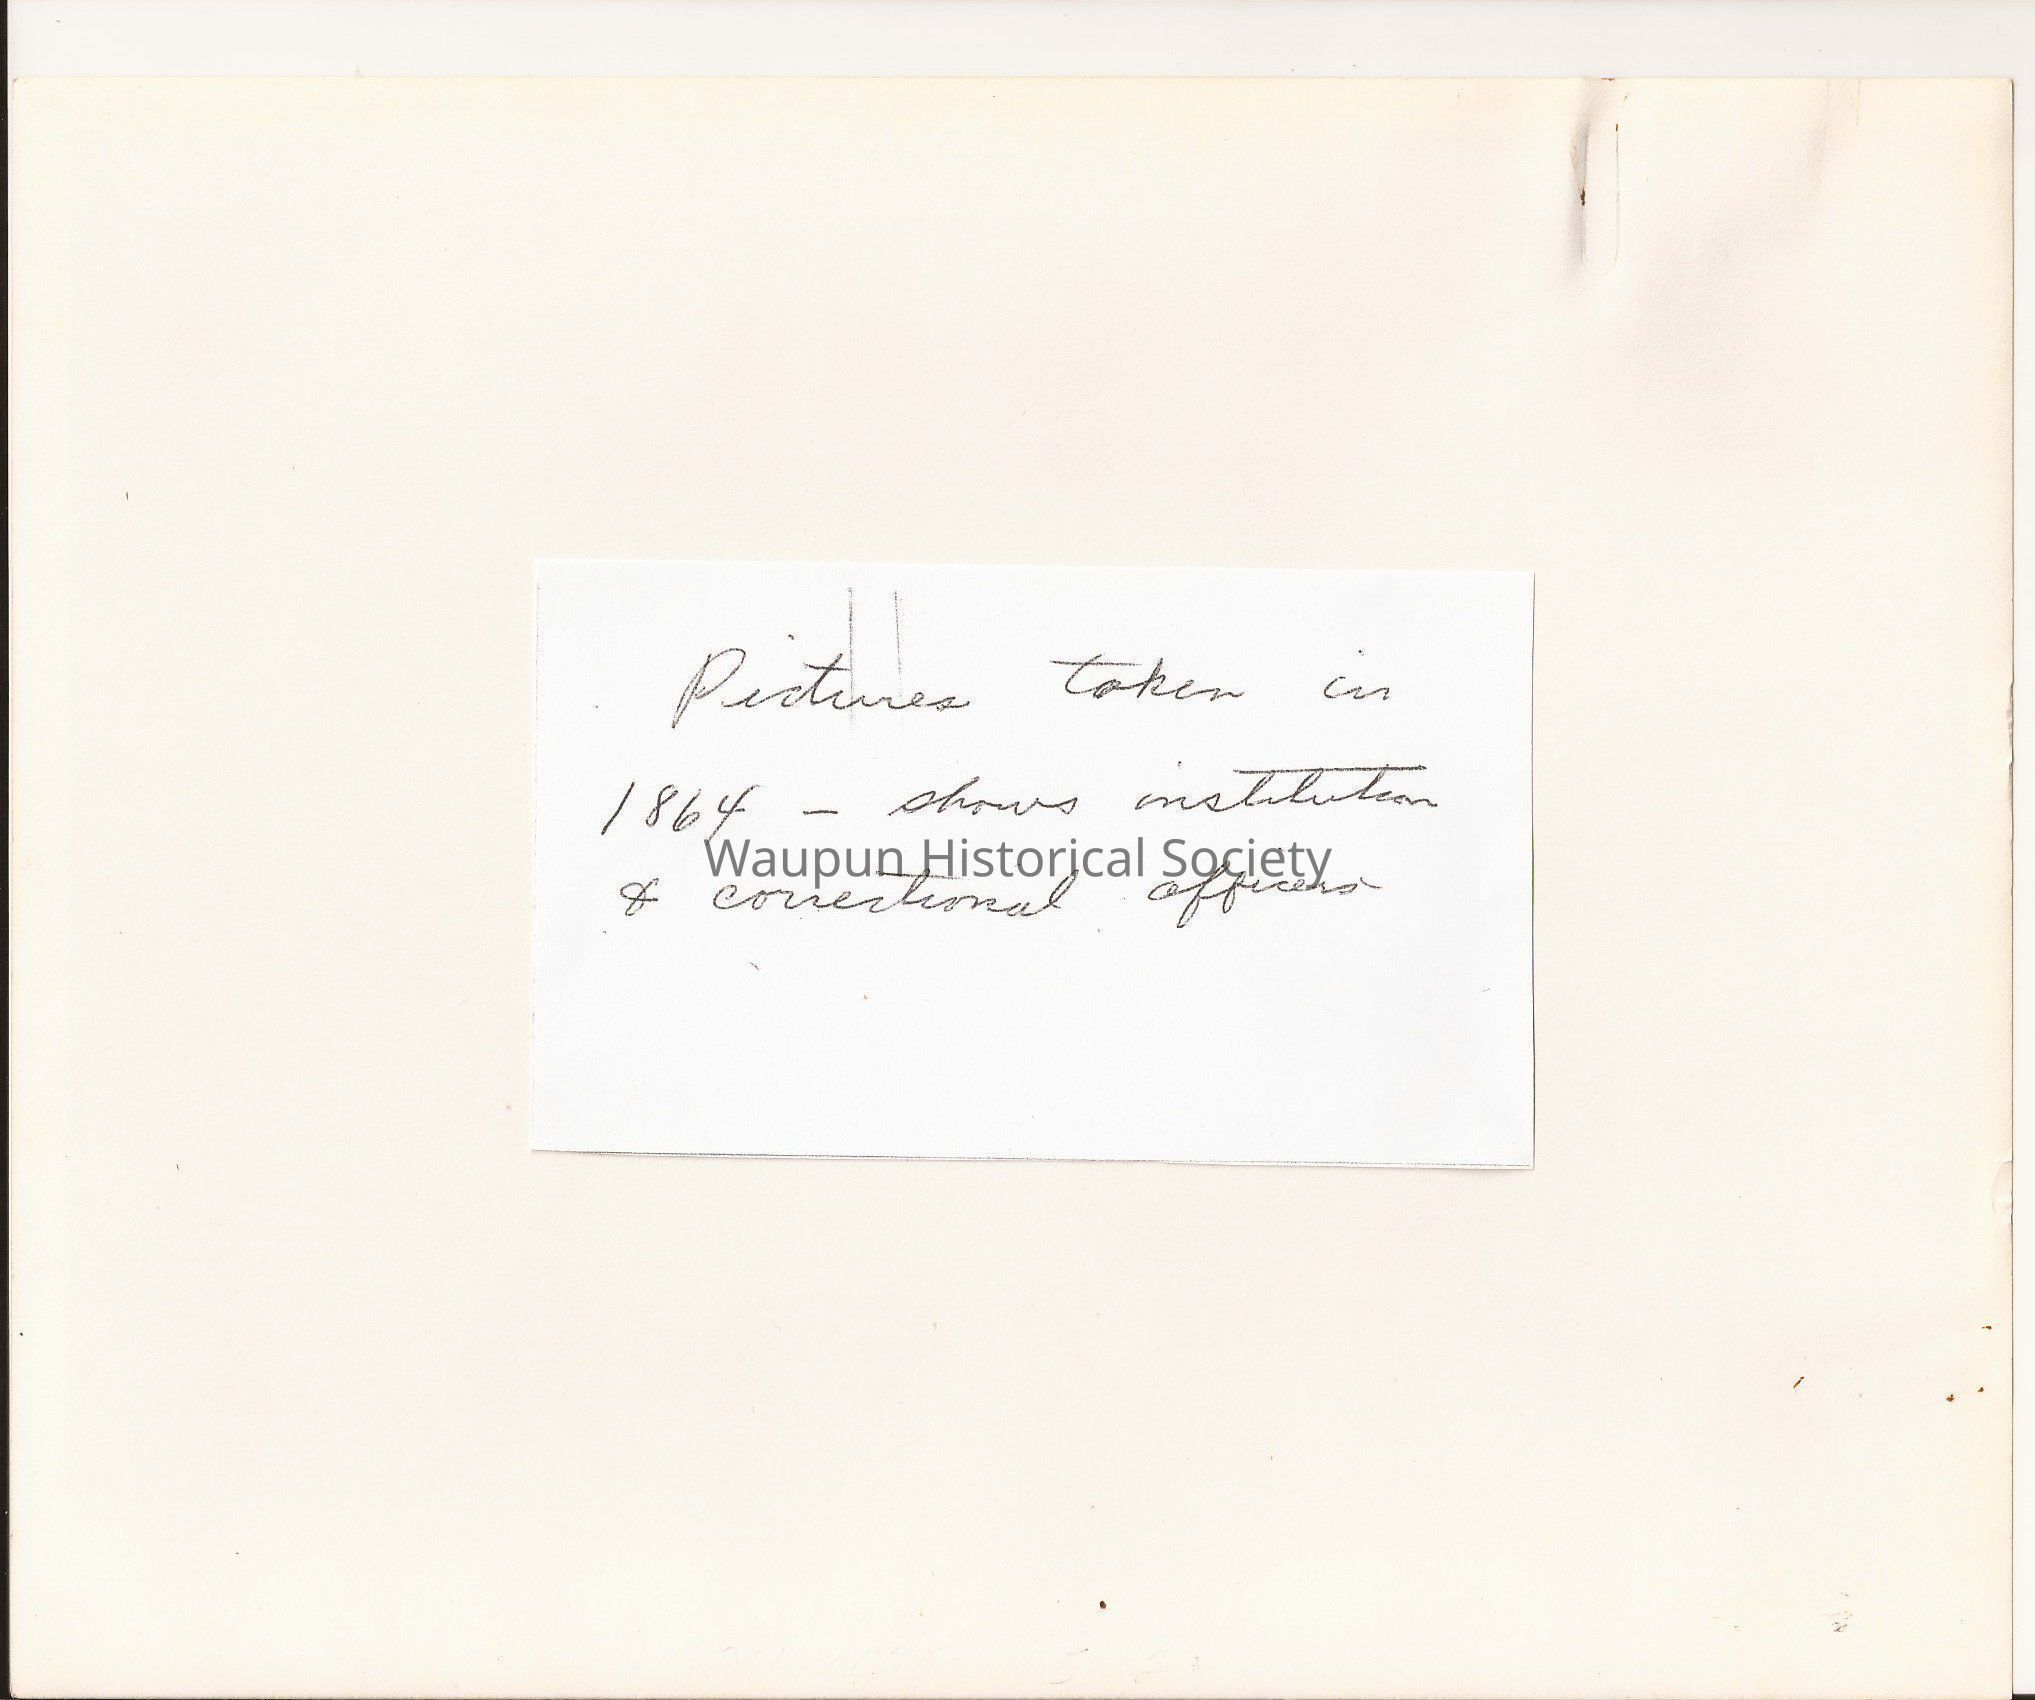 Pictures taken in
1864 – shows institution
Waupun Historical Society
& correctional officers